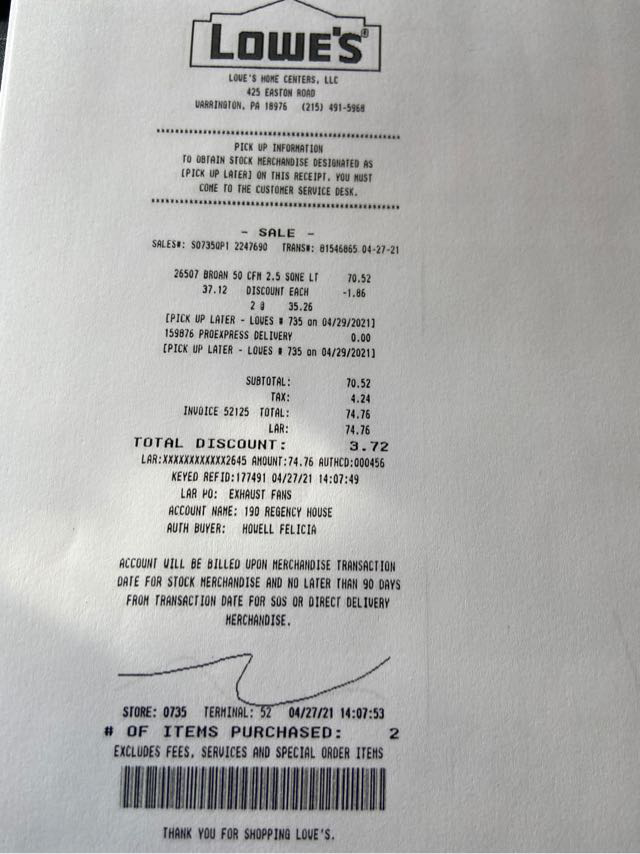 LOWE'S®
LOWE'S HOME CENTERS, LLC
425 EASTON ROAD
WARRINGTON, PA 18976 (215) 491-5968
PICK UP INFORMATION
TO OBTAIN STOCK MERCHANDISE DESIGNATED AS
[PICK UP LATER] ON THIS RECEIPT, YOU MUST
COME TO THE CUSTOMER SERVICE DESK.
- SALE -
SALES#: S0735QP1 2247690 TRANS#: 81546865 04-27-21
26507 BROAN 50 CFM 2.5 SONE LT 70.52
37.12 DISCOUNT EACH -1.86
2 @ 35.26
[PICK UP LATER - LOWES # 735 on 04/29/2021]
159876 PROEXPRESS DELIVERY 0.00
[PICK UP LATER - LOWES # 735 on 04/29/2021]
SUBTOTAL: 70.52
TAX: 4.24
INVOICE 52125 TOTAL: 74.76
LAR: 74.76
TOTAL DISCOUNT: 3.72
LAR:XXXXXXXXXXXX2645 AMOUNT:74.76 AUTHCD:000456
KEYED REFID:177491 04/27/21 14:07:49
LAR PO: EXHAUST FANS
ACCOUNT NAME: 190 REGENCY HOUSE
AUTH BUYER: HOWELL FELICIA
ACCOUNT WILL BE BILLED UPON MERCHANDISE TRANSACTION
DATE FOR STOCK MERCHANDISE AND NO LATER THAN 90 DAYS
FROM TRANSACTION DATE FOR SOS OR DIRECT DELIVERY
MERCHANDISE.
STORE: 0735 TERMINAL: 52 04/27/21 14:07:53
# OF ITEMS PURCHASED: 2
EXCLUDES FEES, SERVICES AND SPECIAL ORDER ITEMS
THANK YOU FOR SHOPPING LOWE'S.